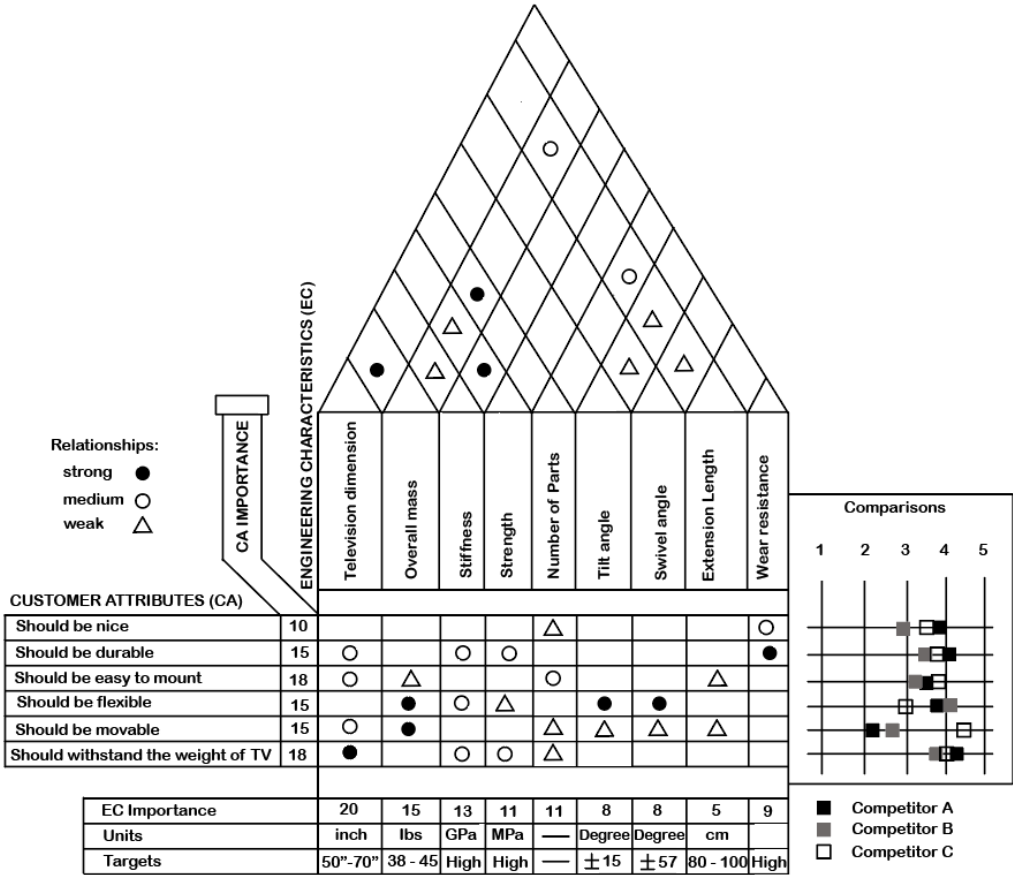 Relationships:
strong
medium
weak
CA IMPORTANCE
ENGINEERING CHARACTERISTICS (EC)
Television dimension
Overall mass
Stiffness
Strength
Number of Parts
Tilt angle
Swivel angle
Extension Length
Wear resistance
Comparisons
1 2 3 4 5
CUSTOMER ATTRIBUTES (CA)
Should be nice 10
Should be durable 15
Should be easy to mount 18
Should be flexible 15
Should be movable 15
Should withstand the weight of TV 18
EC Importance 20 15 13 11 11 8 8 5 9
Units inch lbs GPa MPa — Degree Degree cm
Targets 50”-70” 38 - 45 High High — ±15 ±57 80 - 100 High
Competitor A
Competitor B
Competitor C